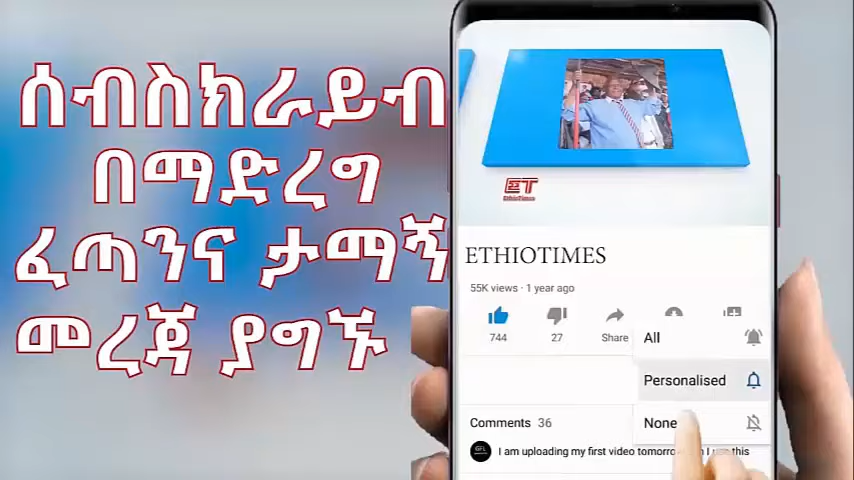 ሰብስክራይብ
በማድረግ
ፈጣንና ታማኝ
መረጃ ያግኙ
ET
EthioTimes
ETHIOTIMES
55K views · 1 year ago
744
27
Share
All
Personalised
None
Comments 36
I am uploading my first video tomorrow this